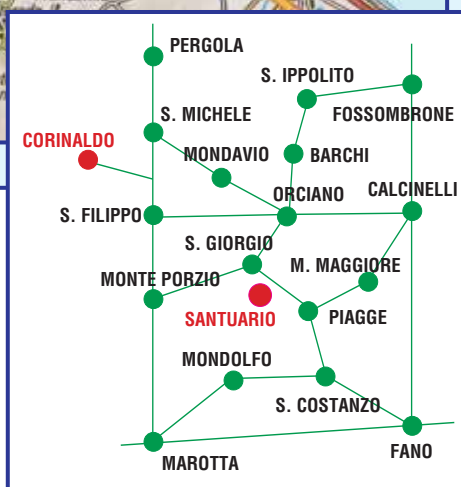 PERGOLA
S. IPPOLITO
FOSSOMBRONE
S. MICHELE
CORINALDO
MONDAVIO
BARCHI
ORCIANO
CALCINELLI
S. FILIPPO
S. GIORGIO
M. MAGGIORE
MONTE PORZIO
SANTUARIO
PIAGGE
MONDOLFO
S. COSTANZO
FANO
MAROTTA